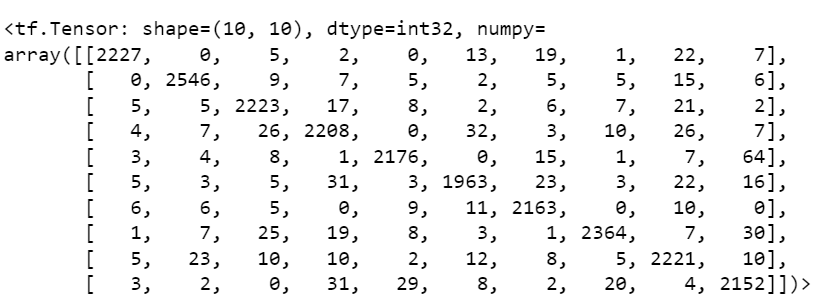 <tf.Tensor: shape=(10, 10), dtype=int32, numpy=
array([[2227, 0, 5, 2, 0, 13, 19, 1, 22, 7],
[ 0, 2546, 9, 7, 5, 2, 5, 5, 15, 6],
[ 5, 5, 2223, 17, 8, 2, 6, 7, 21, 2],
[ 4, 7, 26, 2208, 0, 32, 3, 10, 26, 7],
[ 3, 4, 8, 1, 2176, 0, 15, 1, 7, 64],
[ 5, 3, 5, 31, 3, 1963, 23, 3, 22, 16],
[ 6, 6, 5, 0, 9, 11, 2163, 0, 10, 0],
[ 1, 7, 25, 19, 8, 3, 1, 2364, 7, 30],
[ 5, 23, 10, 10, 2, 12, 8, 5, 2221, 10],
[ 3, 2, 0, 31, 29, 8, 2, 20, 4, 2152]])>